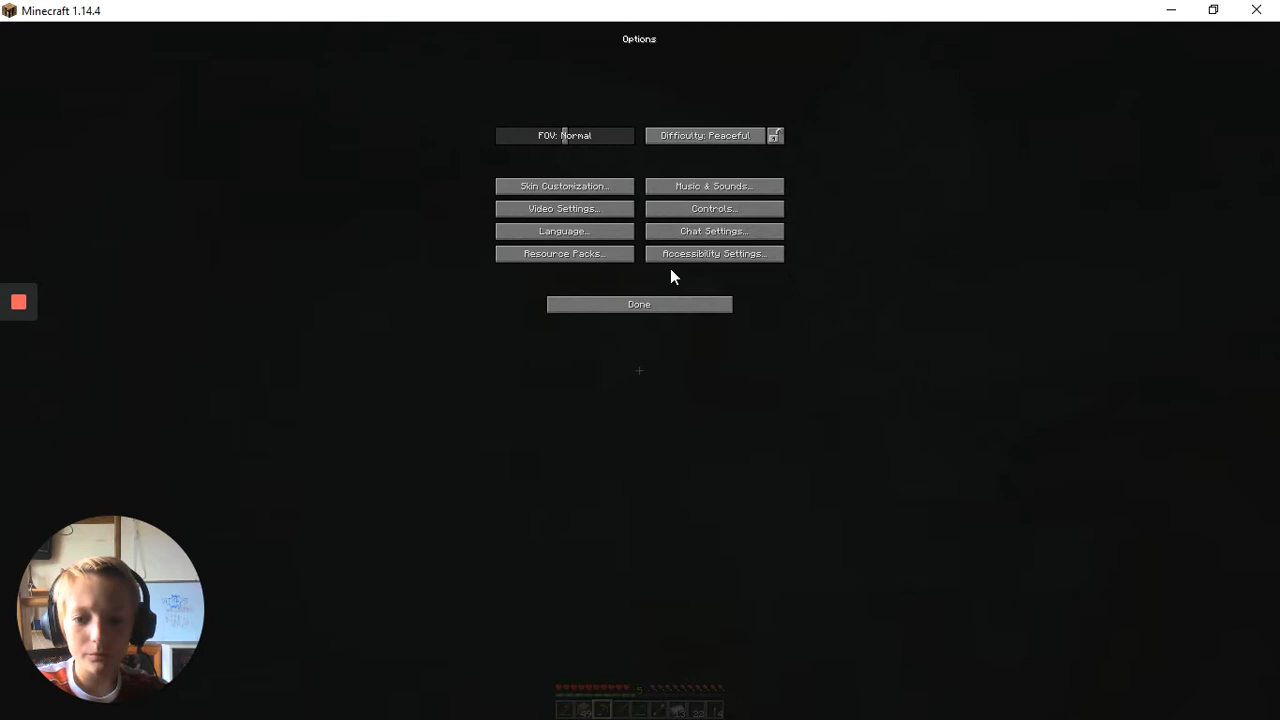 Minecraft 1.14.4
Options
FOV: Normal
Difficulty: Peaceful
Skin Customization...
Music & Sounds...
Video Settings...
Controls...
Language...
Chat Settings...
Resource Packs...
Accessibility Settings...
Done
5